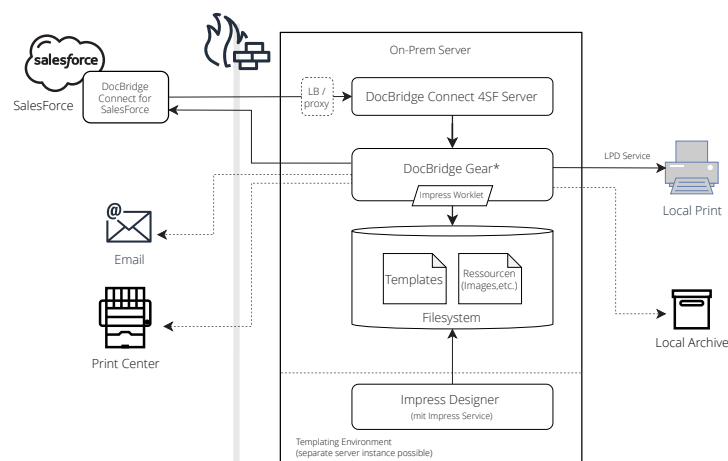 On-Prem Server
salesforce
SalesForce
DocBridge
Connect for
SalesForce
LB /
proxy
DocBridge Connect 4SF Server
DocBridge Gear*
Impress Worklet
LPD Service
Local Print
@
Email
Templates
Ressourcen
(Images,etc.)
Filesystem
Print Center
Local Archive
Impress Designer
(mit Impress Service)
Templating Environment
(separate server instance possible)